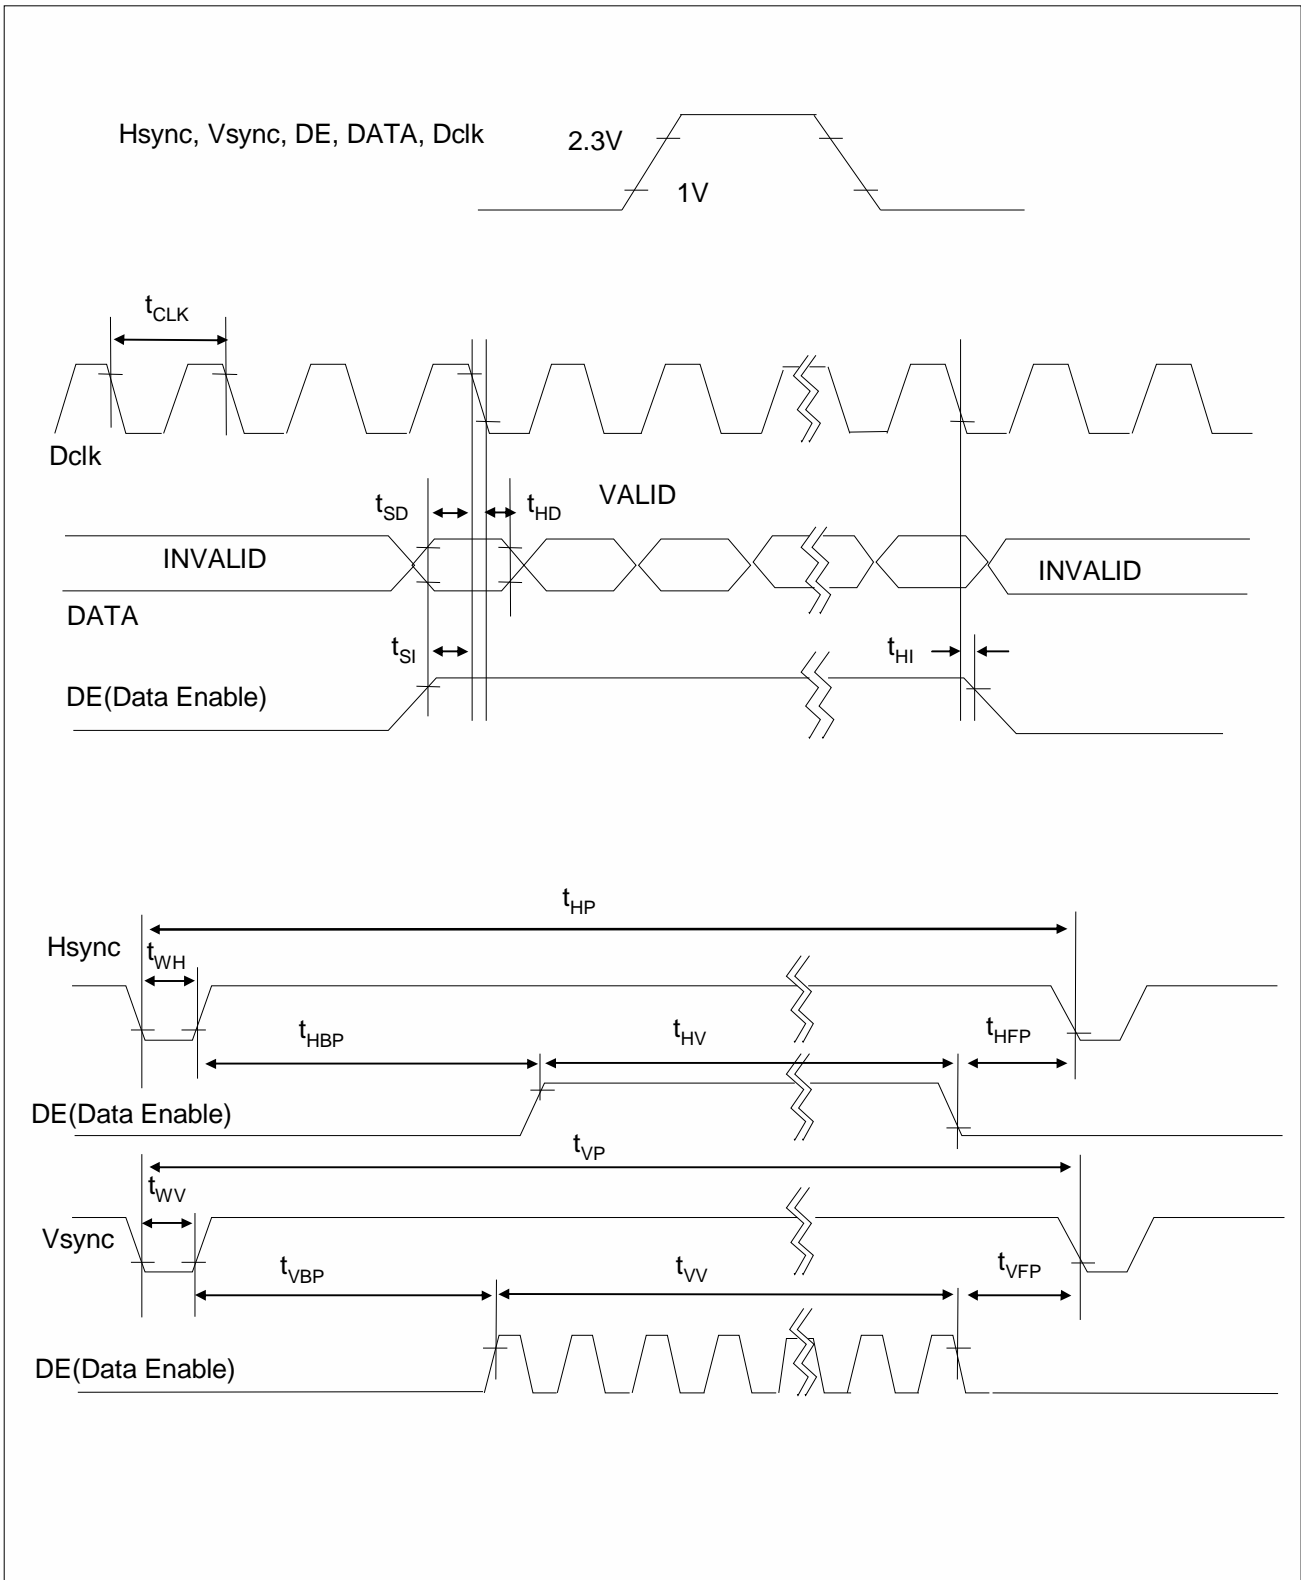 Hsync, Vsync, DE, DATA, Dclk
2.3V
1V
tCLK
Dclk
tSD
tHD
VALID
INVALID
INVALID
DATA
tSI
tHI
DE(Data Enable)
tHP
Hsync
tWH
tHBP
tHV
tHFP
DE(Data Enable)
tVP
tWV
Vsync
tVBP
tVV
tVFP
DE(Data Enable)